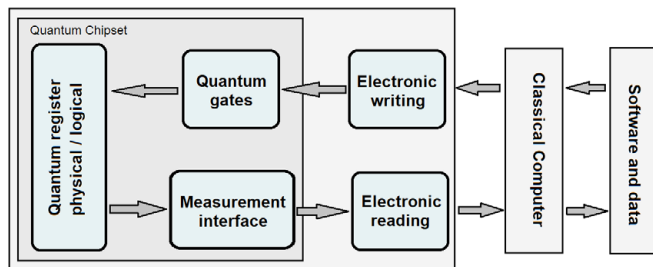 Quantum Chipset
Quantum register
physical / logical
Quantum
gates
Electronic
writing
Measurement
interface
Electronic
reading
Classical Computer
Software and data